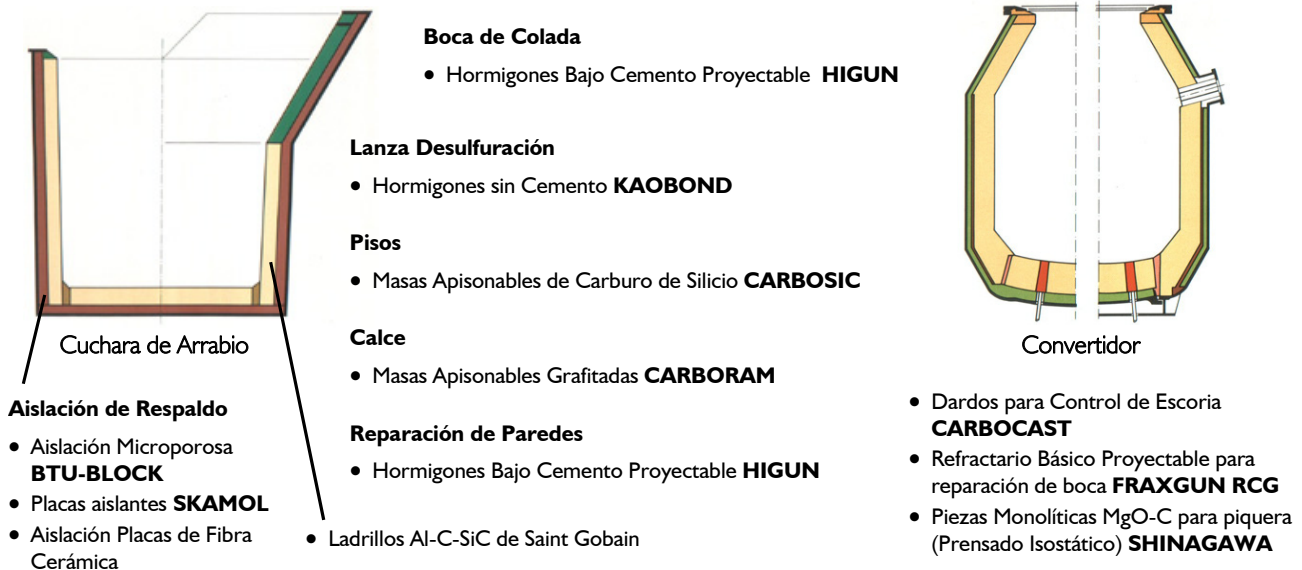 Boca de Colada
• Hormigones Bajo Cemento Proyectable HIGUN
Lanza Desulfuración
• Hormigones sin Cemento KAOBOND
Pisos
• Masas Apisonables de Carburo de Silicio CARBOSIC
Calce
• Masas Apisonables Grafitadas CARBORAM
Reparación de Paredes
• Hormigones Bajo Cemento Proyectable HIGUN
• Ladrillos Al-C-SiC de Saint Gobain
Cuchara de Arrabio
Aislación de Respaldo
• Aislación Microporosa
BTU-BLOCK
• Placas aislantes SKAMOL
• Aislación Placas de Fibra
Cerámica
Convertidor
• Dardos para Control de Escoria
CARBOCAST
• Refractario Básico Proyectable para
reparación de boca FRAXGUN RCG
• Piezas Monolíticas MgO-C para piquera
(Prensado Isostático) SHINAGAWA